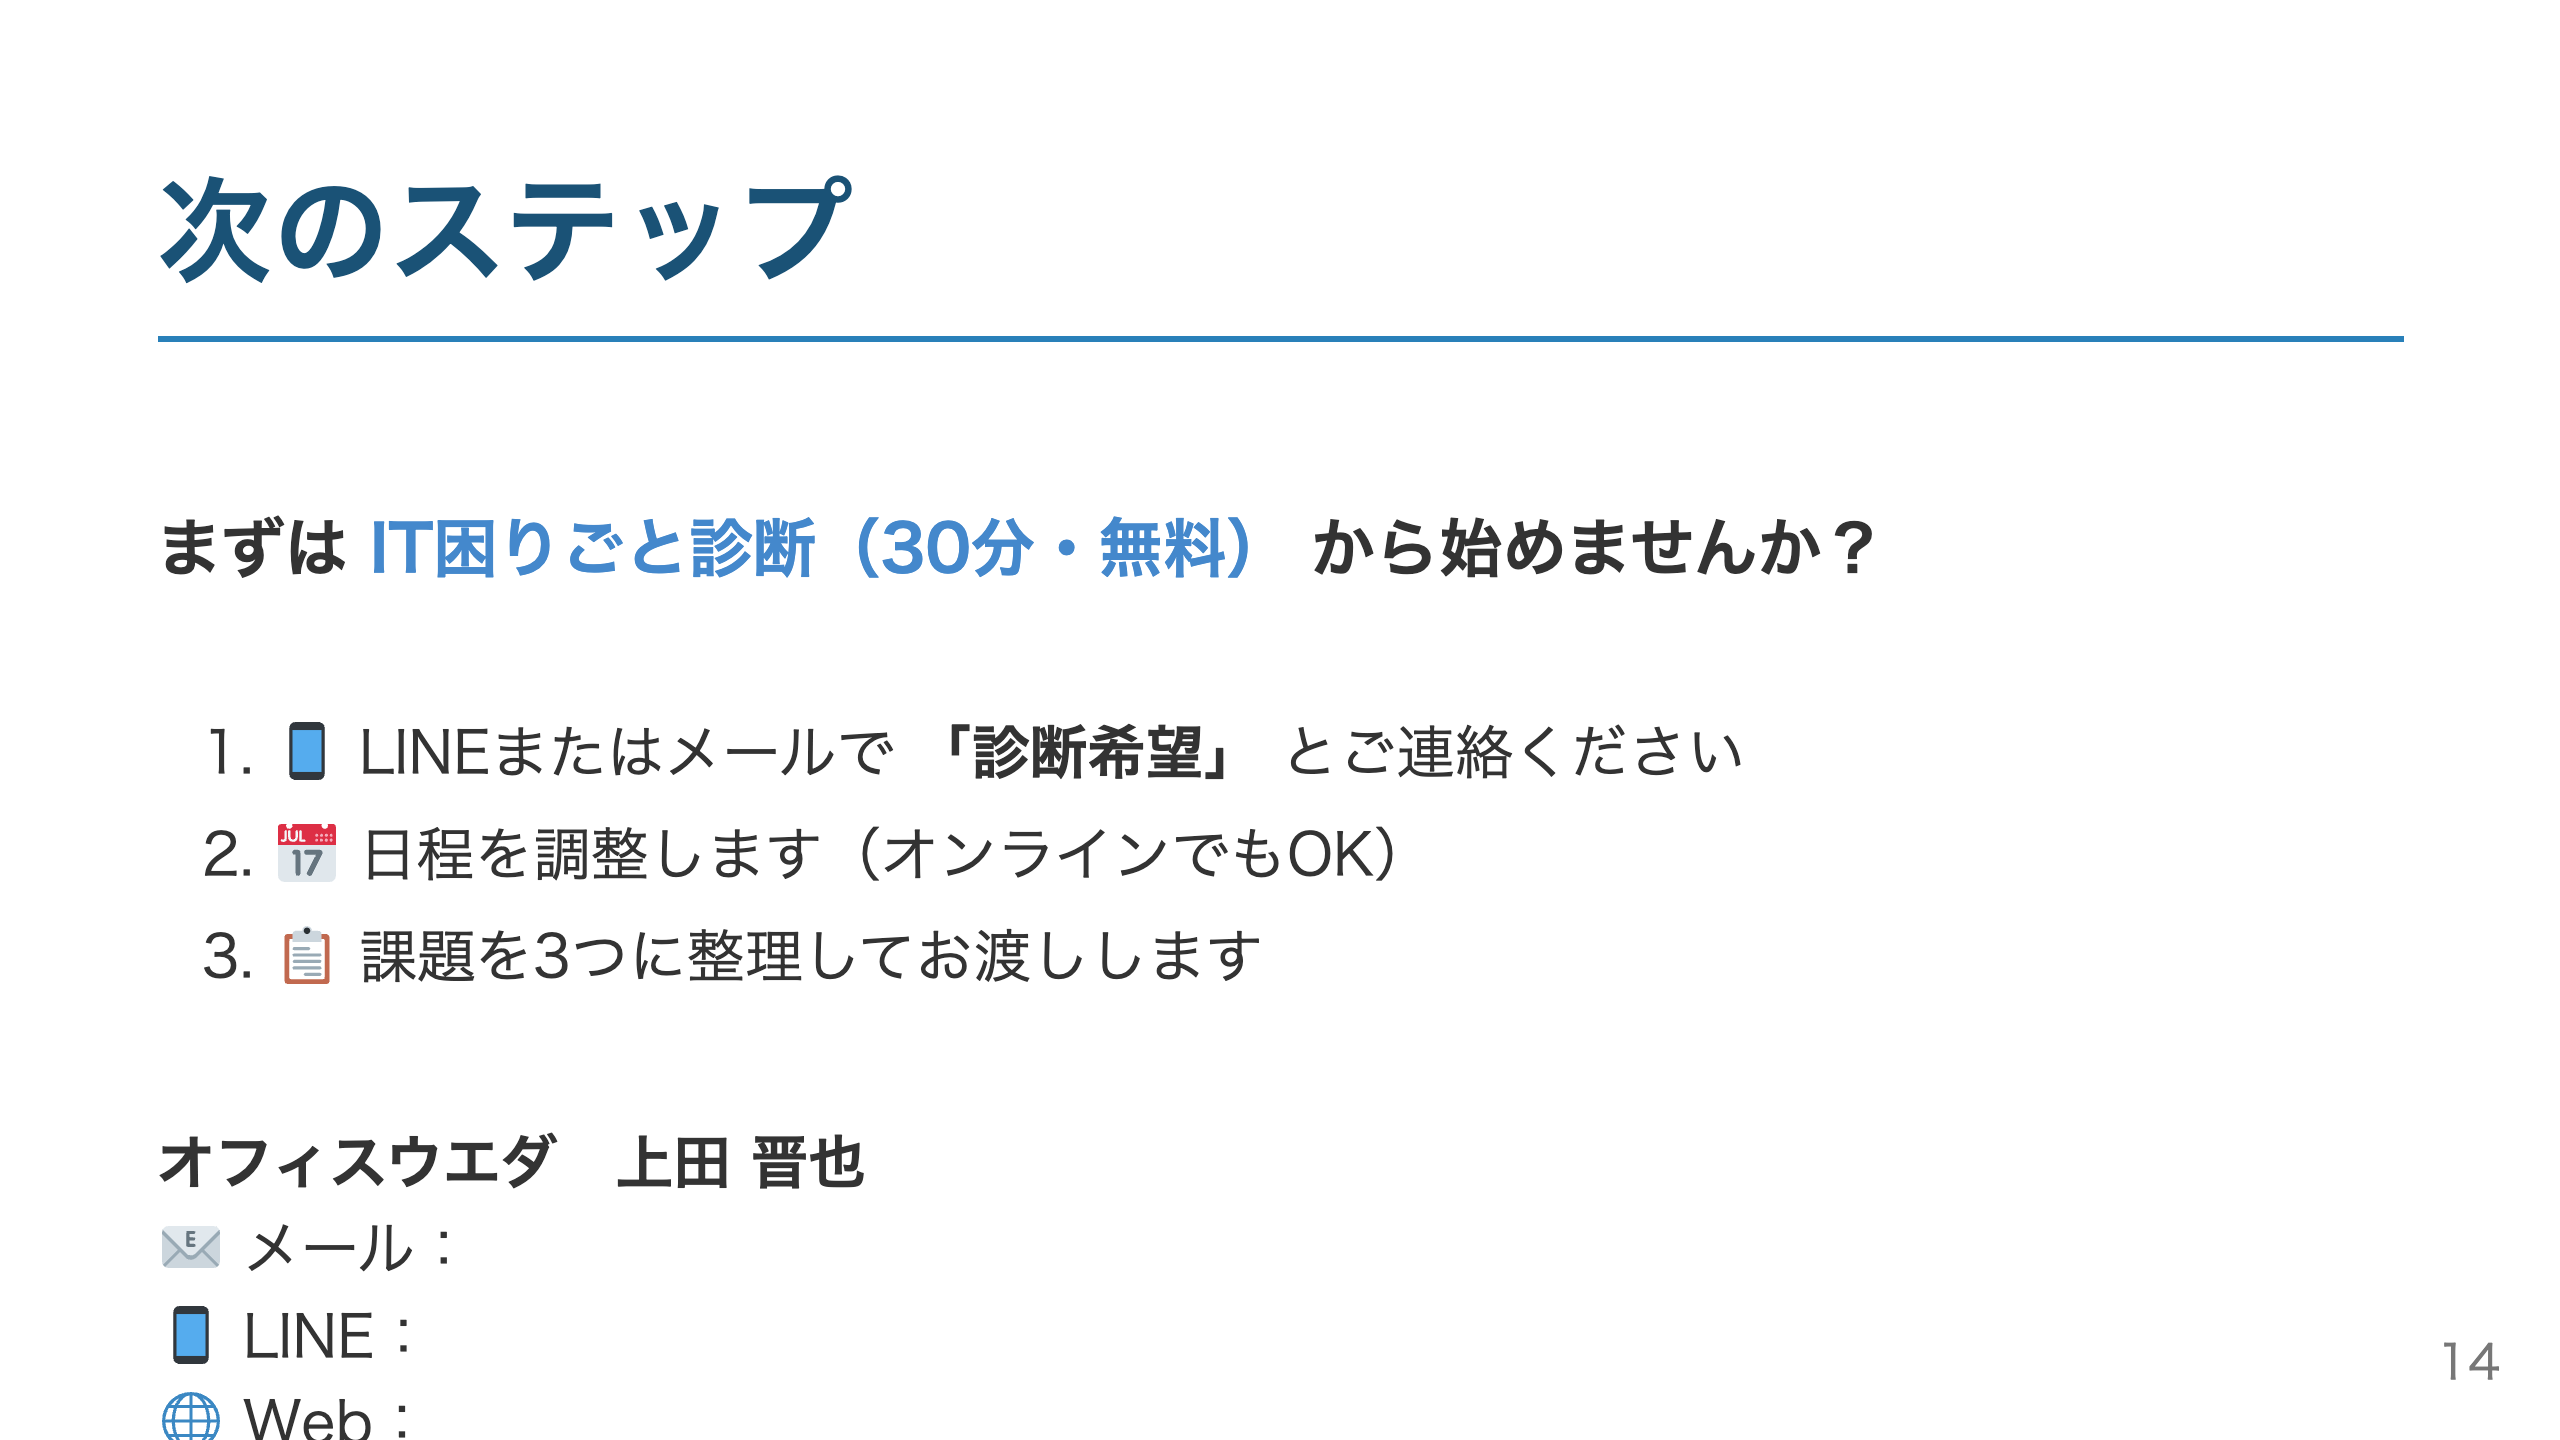 次のステップ
まずは IT困りごと診断（30分・無料） から始めませんか？
1. 📱 LINEまたはメールで 「診断希望」 とご連絡ください
2. 📅 日程を調整します（オンラインでもOK）
3. 📋 課題を3つに整理してお渡しします
オフィスウエダ　上田 晋也
📧 メール：
📱 LINE：
🌐 Web：
14